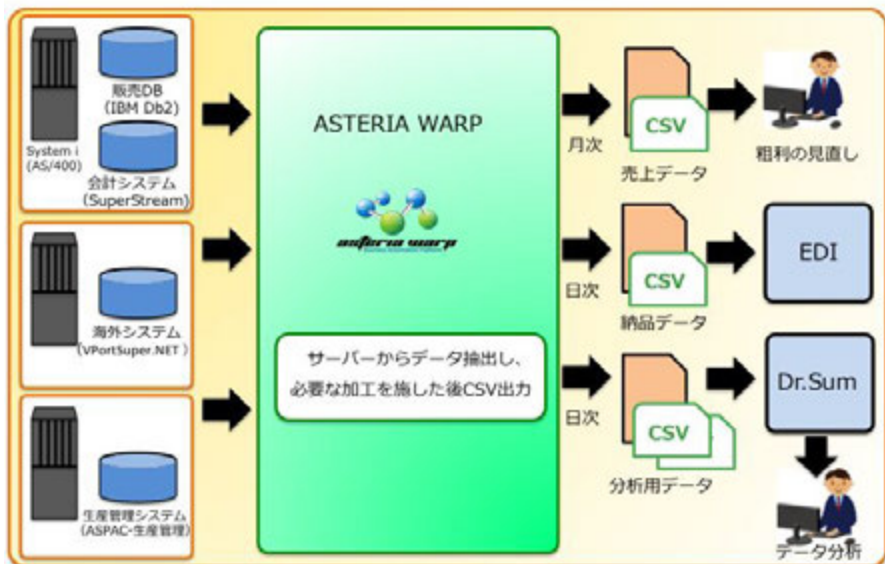 販売DB
(IBM Db2)
System i
(AS/400)
会計システム
(SuperStream)
海外システム
(VPortSuper.NET )
生産管理システム
(ASPAC-生産管理)
ASTERIA WARP
asteria warp
サーバーからデータ抽出し、
必要な加工を施した後CSV出力
月次
CSV
売上データ
粗利の見直し
日次
CSV
納品データ
EDI
日次
CSV
分析用データ
Dr.Sum
データ分析